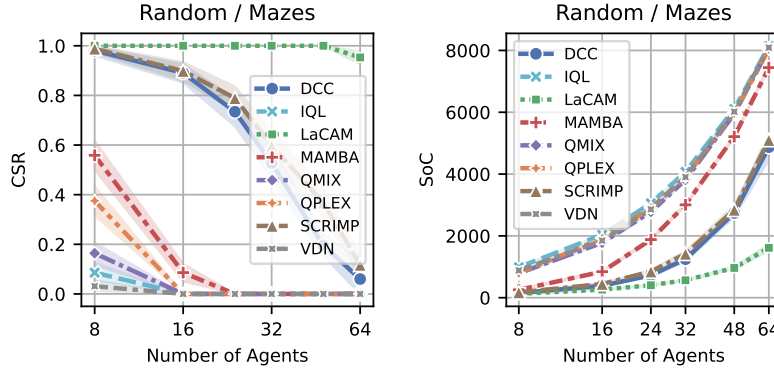 Random / Mazes
CSR
1.0
0.8
0.6
0.4
0.2
0.0
DCC
IQL
LaCAM
MAMBA
QMIX
QPLEX
SCRIMP
VDN
8 16 32 64
Number of Agents
Random / Mazes
SoC
8000
6000
4000
2000
0
DCC
IQL
LaCAM
MAMBA
QMIX
QPLEX
SCRIMP
VDN
8 16 24 32 48 64
Number of Agents